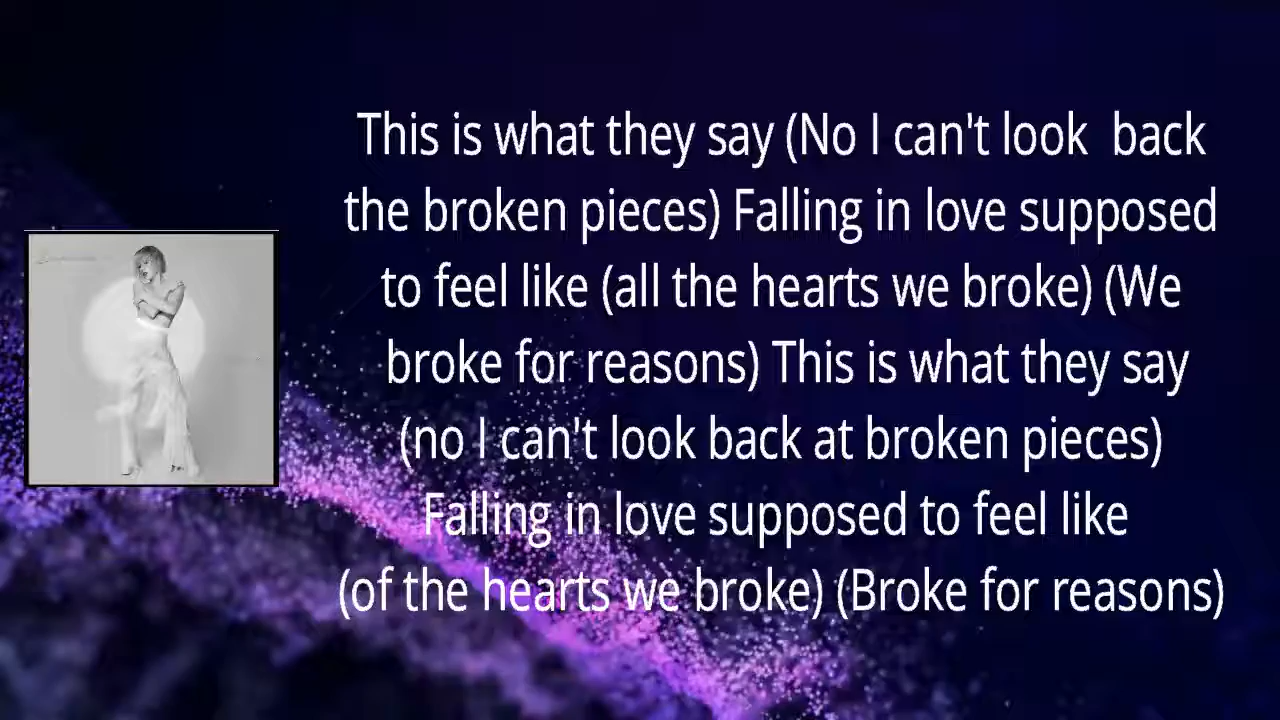 This is what they say (No I can't look  back
the broken pieces) Falling in love supposed
to feel like (all the hearts we broke) (We
broke for reasons) This is what they say
(no I can't look back at broken pieces)
Falling in love supposed to feel like
(of the hearts we broke) (Broke for reasons)